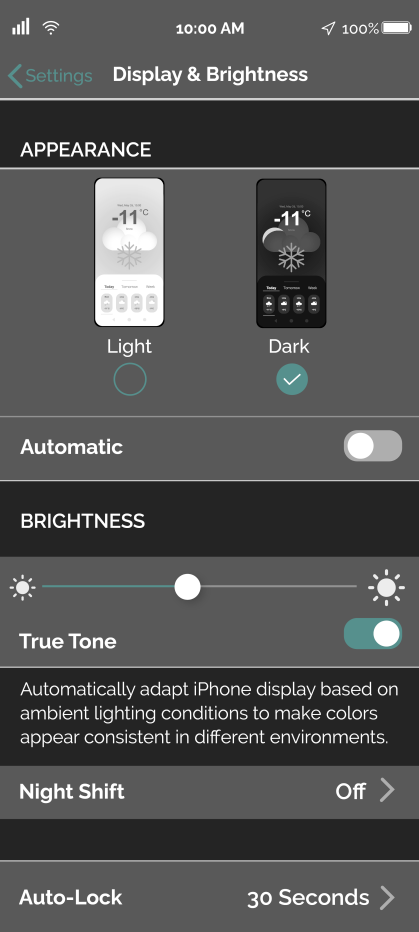 10:00 AM 100%
Settings Display & Brightness
APPEARANCE
-11°C -11°C
Today Tomorrow Week Today Tomorrow Week
Light Dark
Automatic
BRIGHTNESS
True Tone
Automatically adapt iPhone display based on
ambient lighting conditions to make colors
appear consistent in different environments.
Night Shift Off
Auto-Lock 30 Seconds